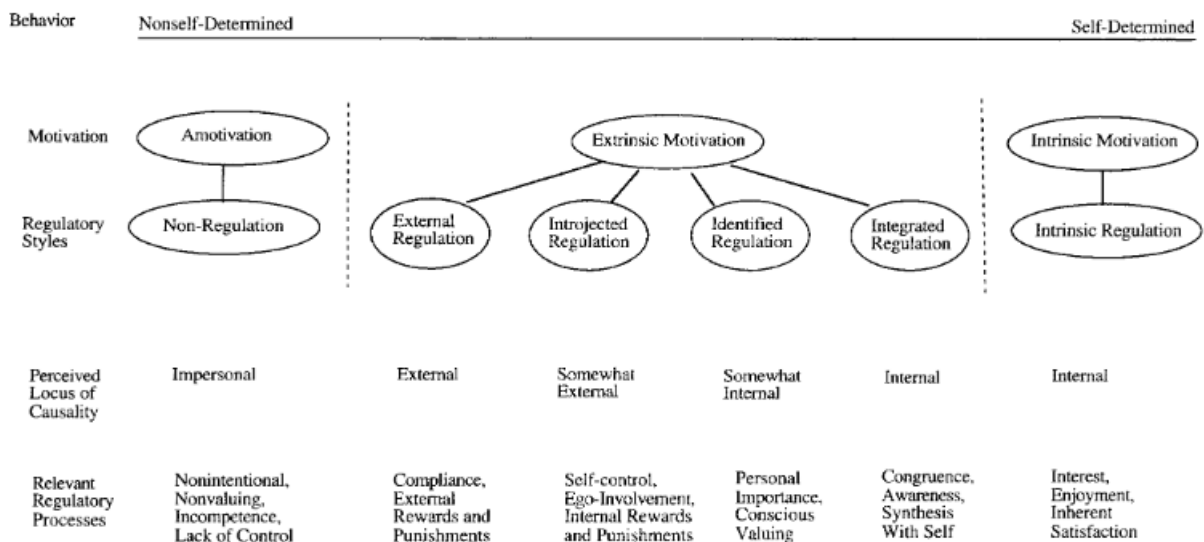 Behavior
Nonself-Determined
Self-Determined
Motivation
Amotivation
Extrinsic Motivation
Intrinsic Motivation
Regulatory
Styles
Non-Regulation
External
Regulation
Introjected
Regulation
Identified
Regulation
Integrated
Regulation
Intrinsic Regulation
Perceived
Locus of
Causality
Impersonal
External
Somewhat
External
Somewhat
Internal
Internal
Internal
Relevant
Regulatory
Processes
Nonintentional,
Nonvaluing,
Incompetence,
Lack of Control
Compliance,
External
Rewards and
Punishments
Self-control,
Ego-Involvement,
Internal Rewards
and Punishments
Personal
Importance,
Conscious
Valuing
Congruence,
Awareness,
Synthesis
With Self
Interest,
Enjoyment,
Inherent
Satisfaction